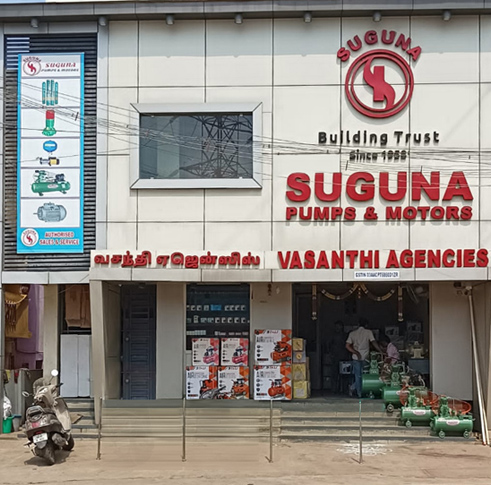 SUGUNA
PUMPS & MOTORS
AUTHORISED
SALES & SERVICE
SUGUNA
Building Trust
Since 1958
SUGUNA
PUMPS & MOTORS
வசந்தி ஏஜென்ஸிஸ்
VASANTHI AGENCIES